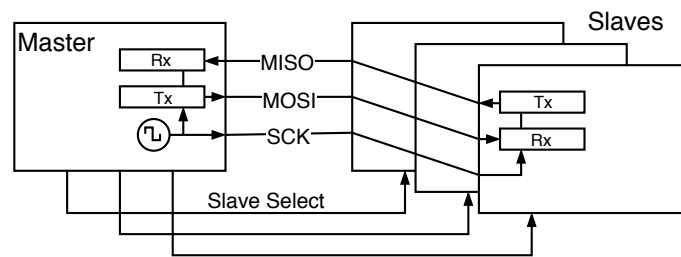 Master
Slaves
Rx
MISO
Tx
MOSI
Tx
SCK
Rx
Slave Select